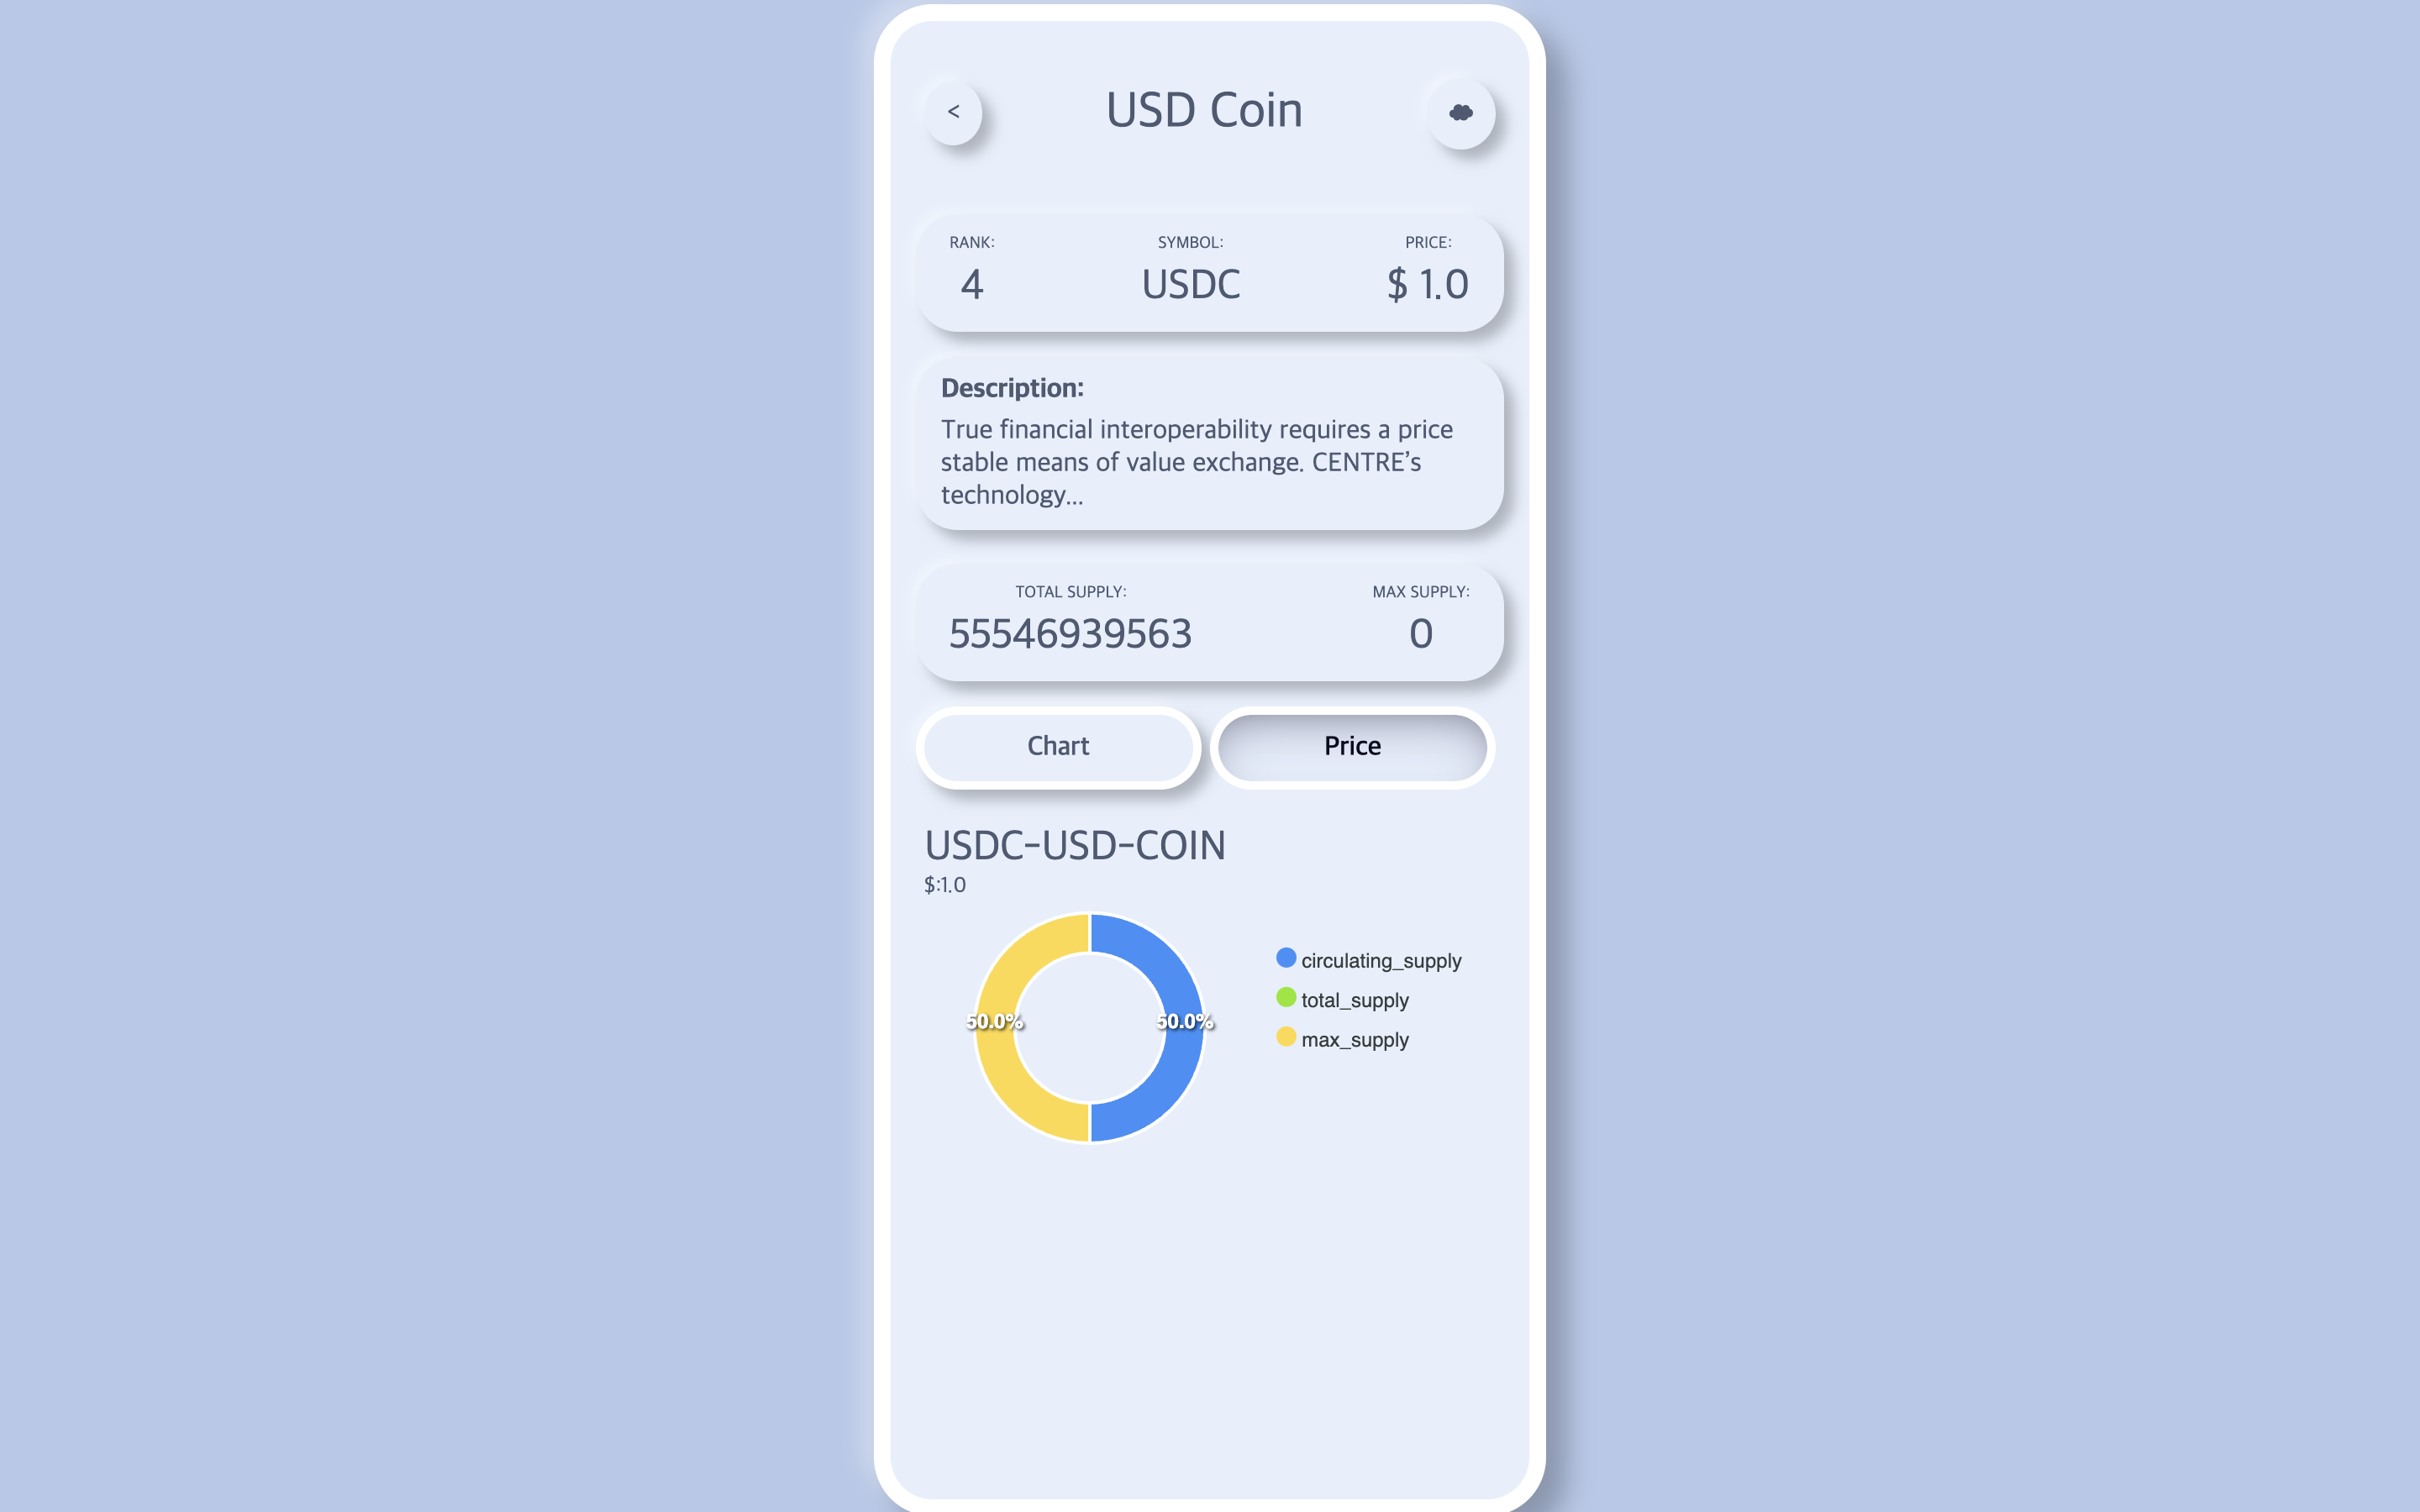 <
USD Coin
RANK:
4
SYMBOL:
USDC
PRICE:
$ 1.0
Description:
True financial interoperability requires a price
stable means of value exchange. CENTRE’s
technology...
TOTAL SUPPLY:
55546939563
MAX SUPPLY:
0
Chart
Price
USDC-USD-COIN
$:1.0
50.0%
50.0%
circulating_supply
total_supply
max_supply